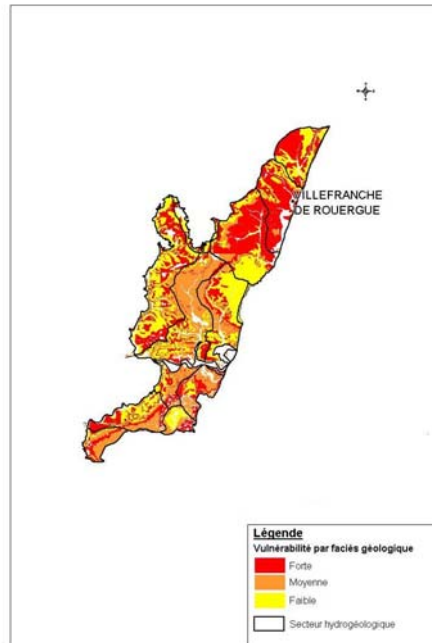 VILLEFRANCHE
DE ROUERGUE
Légende
Vulnérabilité par faciès géologique
Forte
Moyenne
Faible
Secteur hydrogéologique